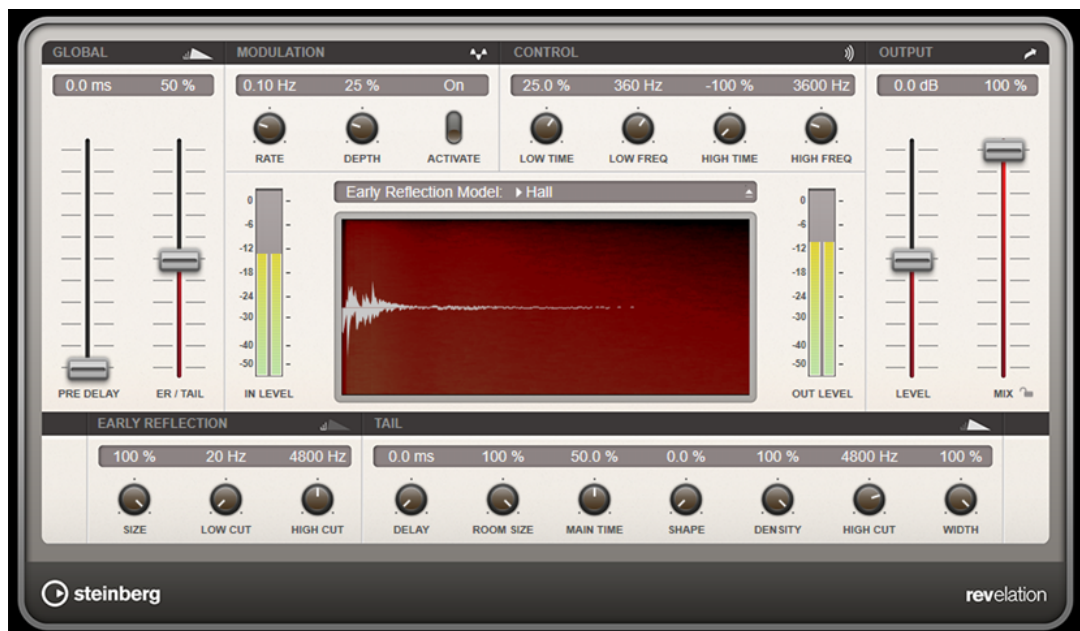 GLOBAL MODULATION CONTROL OUTPUT
0.0 ms 50 % 0.10 Hz 25 % On 25.0 % 360 Hz -100 % 3600 Hz 0.0 dB 100 %
RATE DEPTH ACTIVATE LOW TIME LOW FREQ HIGH TIME HIGH FREQ
Early Reflection Model: Hall
0 0
-6 -6
-12 -12
-18 -18
-24 -24
-30 -30
-40 -40
-50 -50
PRE DELAY ER / TAIL IN LEVEL OUT LEVEL LEVEL MIX
EARLY REFLECTION TAIL
100 % 20 Hz 4800 Hz 0.0 ms 100 % 50.0 % 0.0 % 100 % 4800 Hz 100 %
SIZE LOW CUT HIGH CUT DELAY ROOM SIZE MAIN TIME SHAPE DENSITY HIGH CUT WIDTH
steinberg revelation